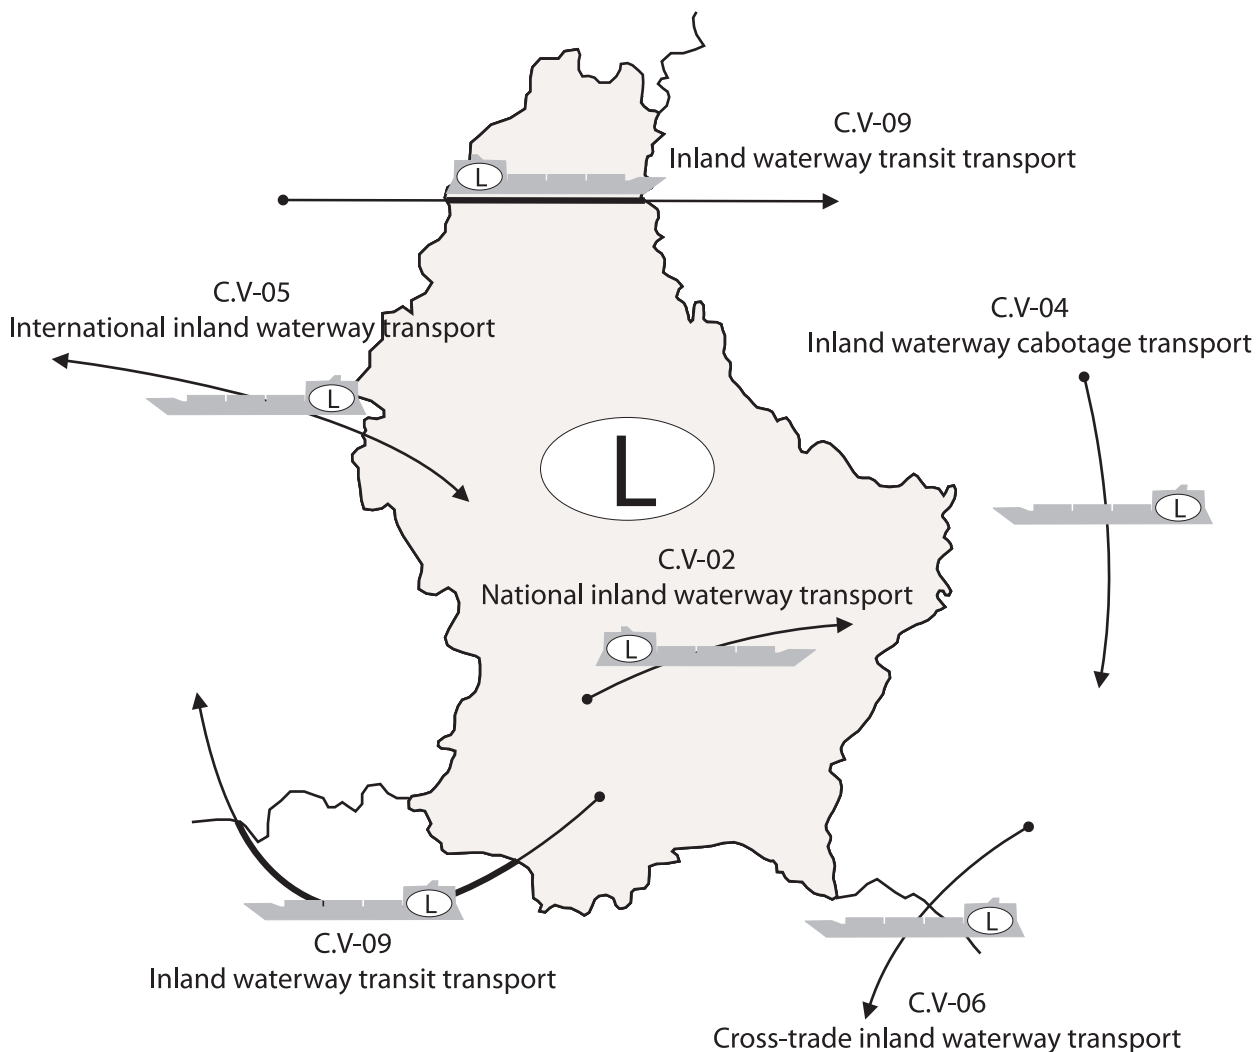 C.V-09
Inland waterway transit transport
L
C.V-05
International inland waterway transport
C.V-04
Inland waterway cabotage transport
L
L
L
C.V-02
National inland waterway transport
L
L
C.V-09
Inland waterway transit transport
L
C.V-06
Cross-trade inland waterway transport